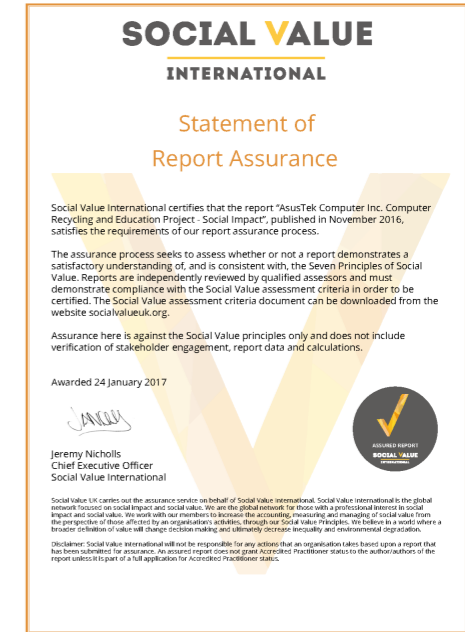 SOCIAL VALUE
INTERNATIONAL
Statement of
Report Assurance
Social Value International certifies that the report “AsusTek Computer Inc. Computer
Recycling and Education Project - Social Impact”, published in November 2016,
satisfies the requirements of our report assurance process.
The assurance process seeks to assess whether or not a report demonstrates a
satisfactory understanding of, and is consistent with, the Seven Principles of Social
Value. Reports are independently reviewed by qualified assessors and must
demonstrate compliance with the Social Value assessment criteria in order to be
certified. The Social Value assessment criteria document can be downloaded from the
website socialvalueuk.org.
Assurance here is against the Social Value principles only and does not include
verification of stakeholder engagement, report data and calculations.
Awarded 24 January 2017
ASSURED REPORT
SOCIAL VALUE
INTERNATIONAL
Jeremy Nicholls
Chief Executive Officer
Social Value International
Social Value UK carries out the assurance service on behalf of Social Value International. Social Value International is the global
network focused on social impact and social value. We are the global network for those with a professional interest in social
impact and social value. We work with our members to increase the accounting, measuring and managing of social value from
the perspective of those affected by an organisation's activities, through our Social Value Principles. We believe in a world where a
broader definition of value will change decision making and ultimately decrease inequality and environmental degradation.
Disclaimer: Social Value International will not be responsible for any actions that an organisation takes based upon a report that
has been submitted for assurance. An assured report does not grant Accredited Practitioner status to the author/authors of the
report unless it is part of a full application for Accredited Practitioner status.